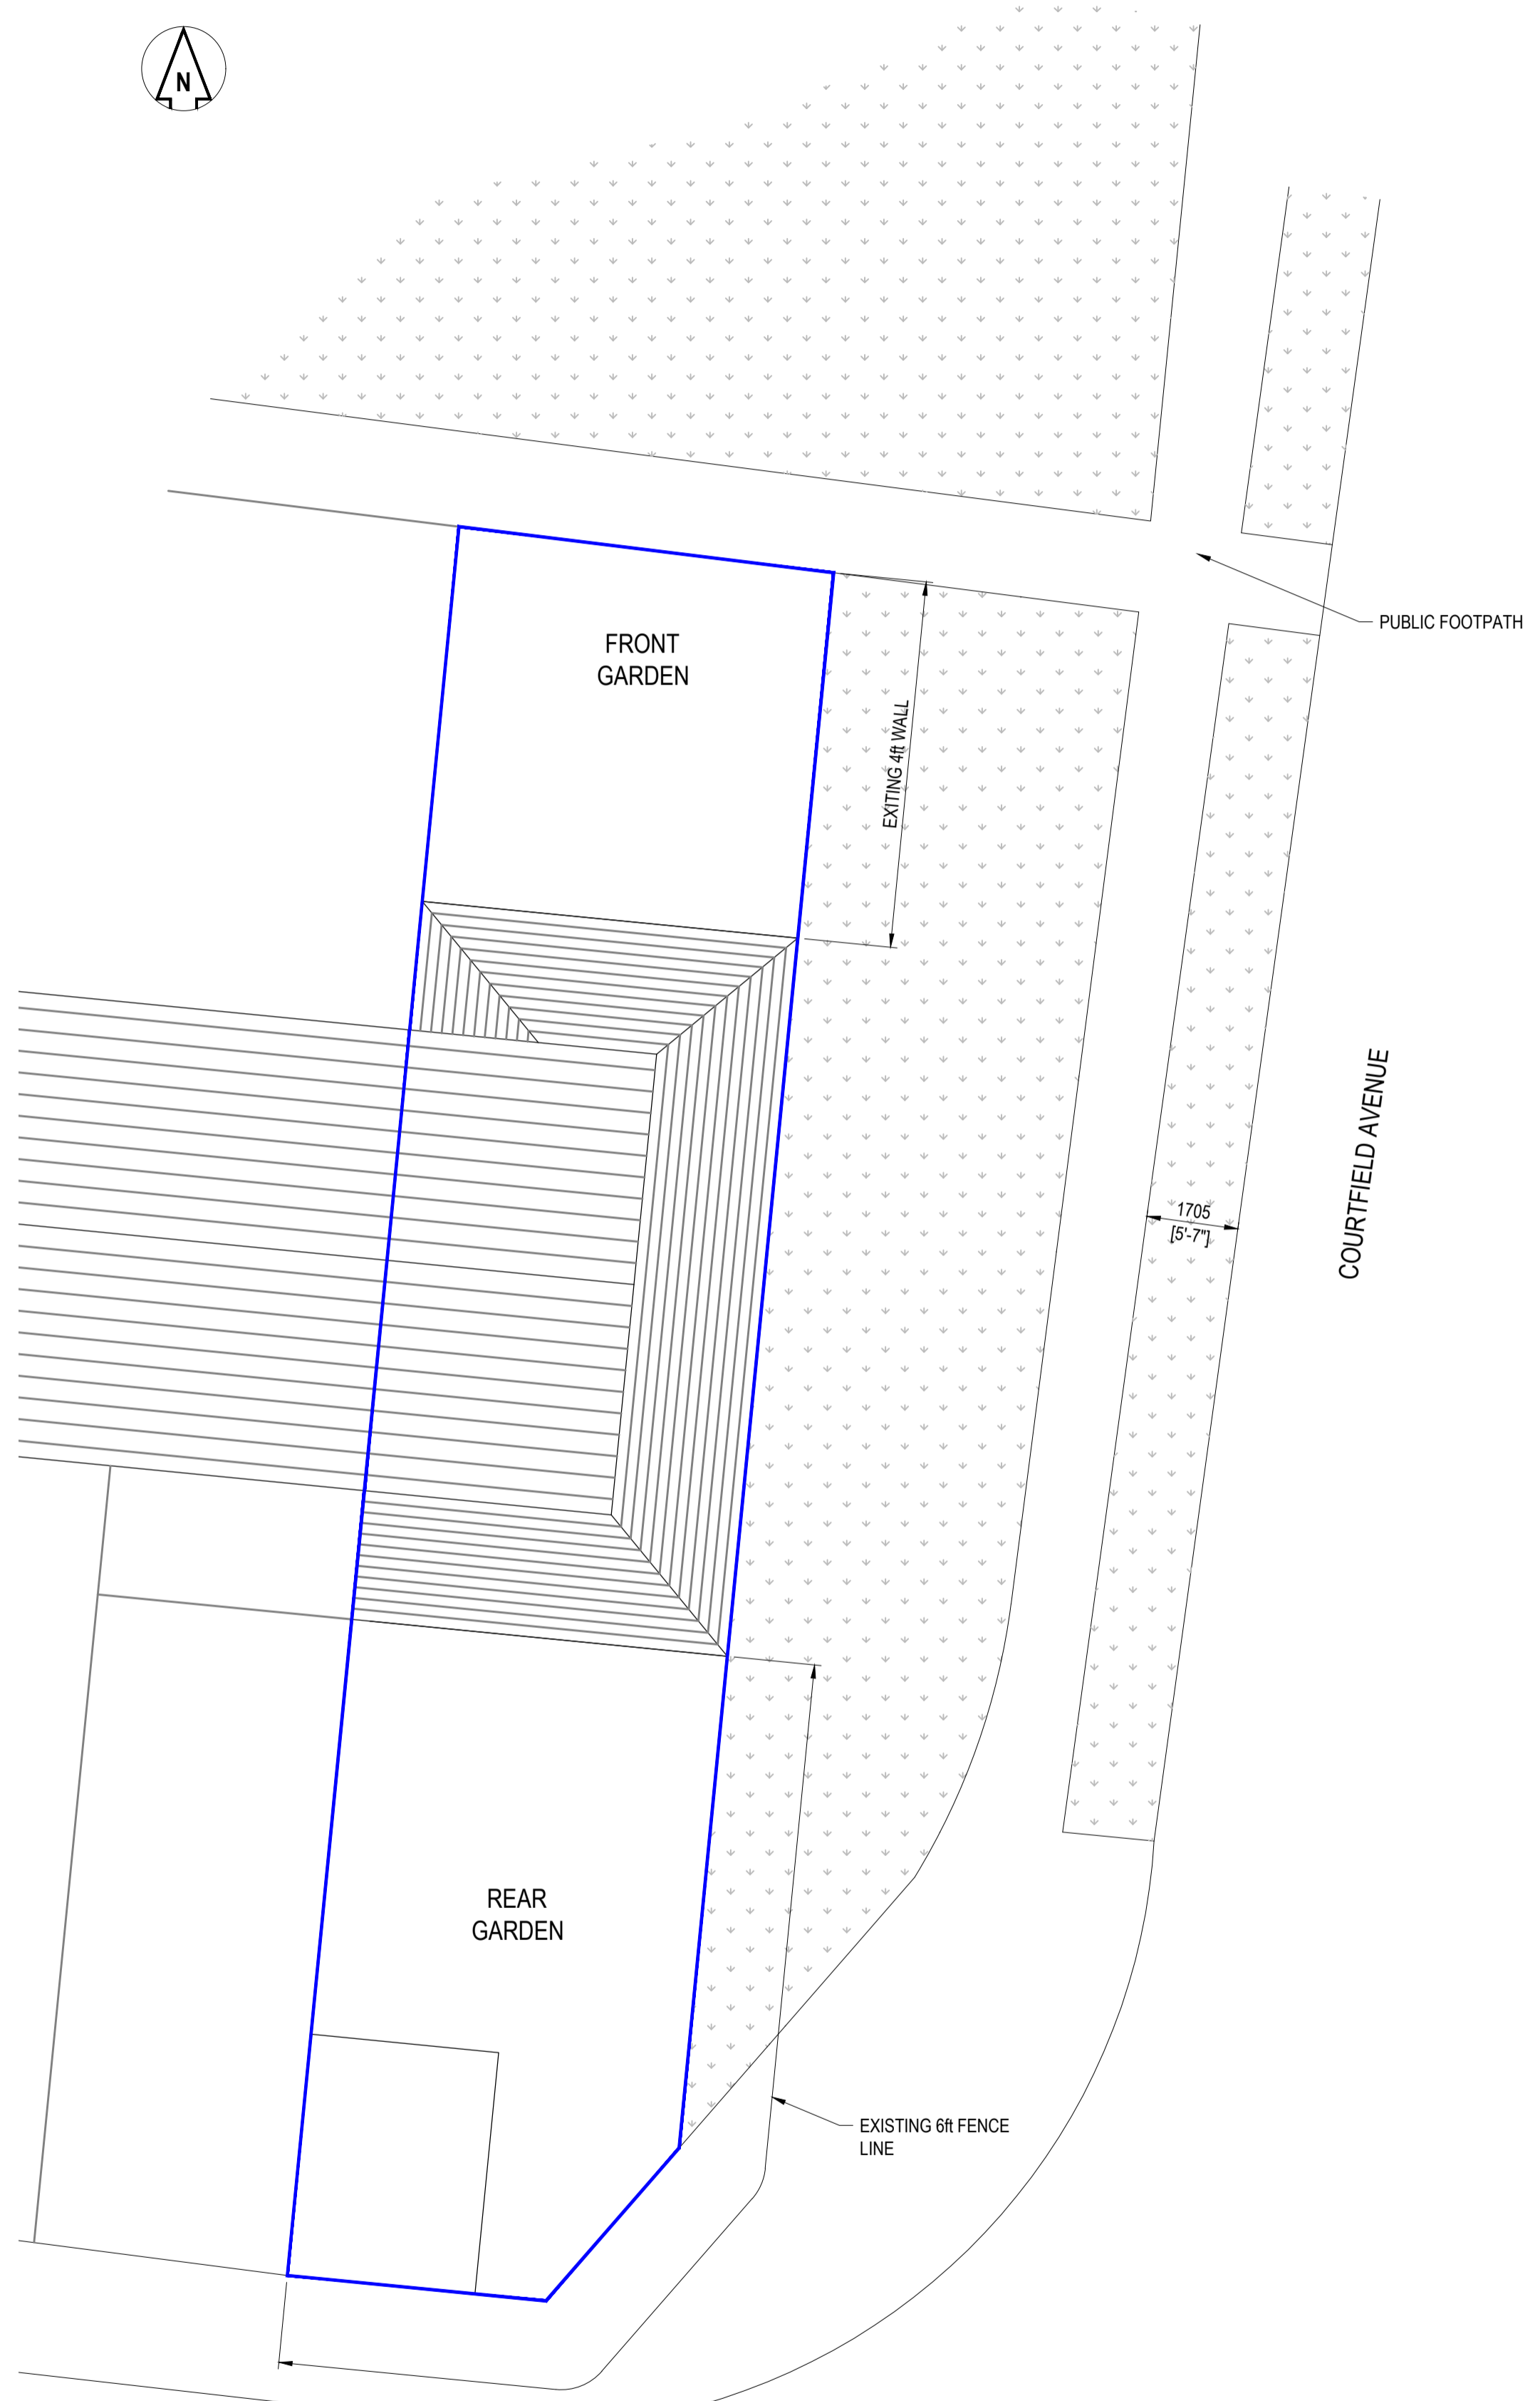 N
PUBLIC FOOTPATH
FRONT
GARDEN
EXITING 4ft WALL
COURTFIELD AVENUE
1705
[5'-7"]
REAR
GARDEN
EXISTING 6ft FENCE
LINE